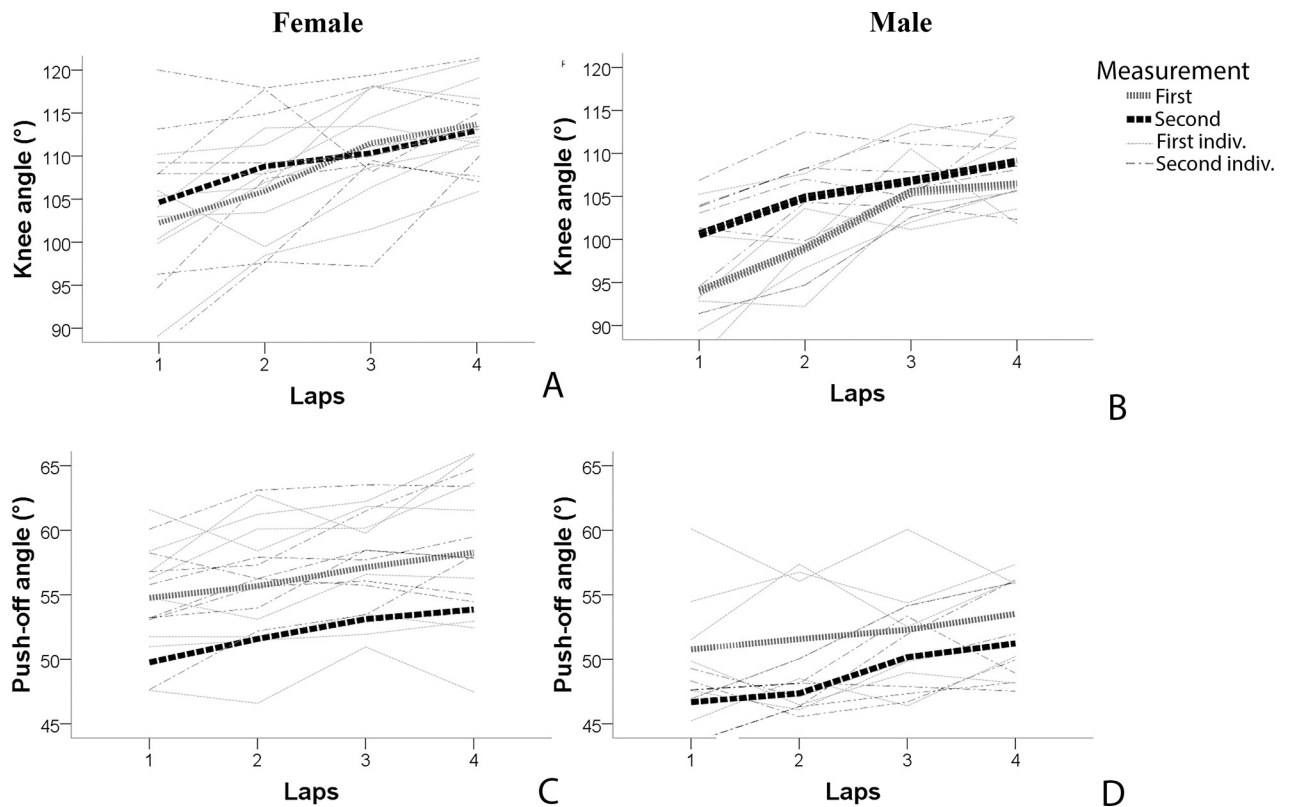 Female
Male
120
115
110
105
100
95
90
Knee angle (°)
1 2 3 4
Laps
A
F
120
115
110
105
100
95
90
Knee angle (°)
1 2 3 4
Laps
B
Measurement
First
Second
First indiv.
Second indiv.
65
60
55
50
45
Push-off angle (°)
1 2 3 4
Laps
C
65
60
55
50
45
Push-off angle (°)
1 2 3 4
Laps
D